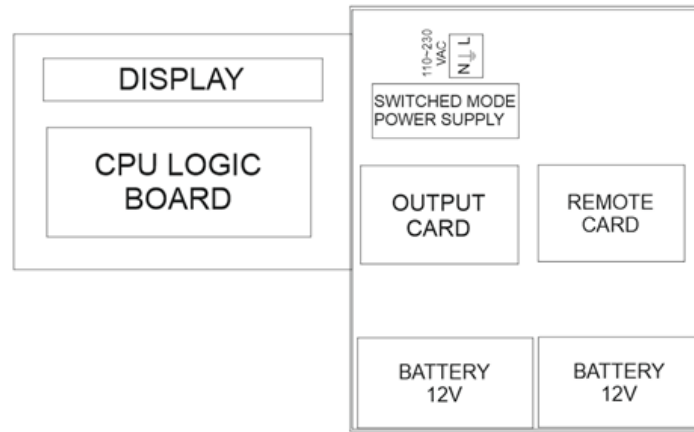 110~230
VAC
N ⏚ L
DISPLAY
SWITCHED MODE
POWER SUPPLY
CPU LOGIC
BOARD
OUTPUT
CARD
REMOTE
CARD
BATTERY
12V
BATTERY
12V